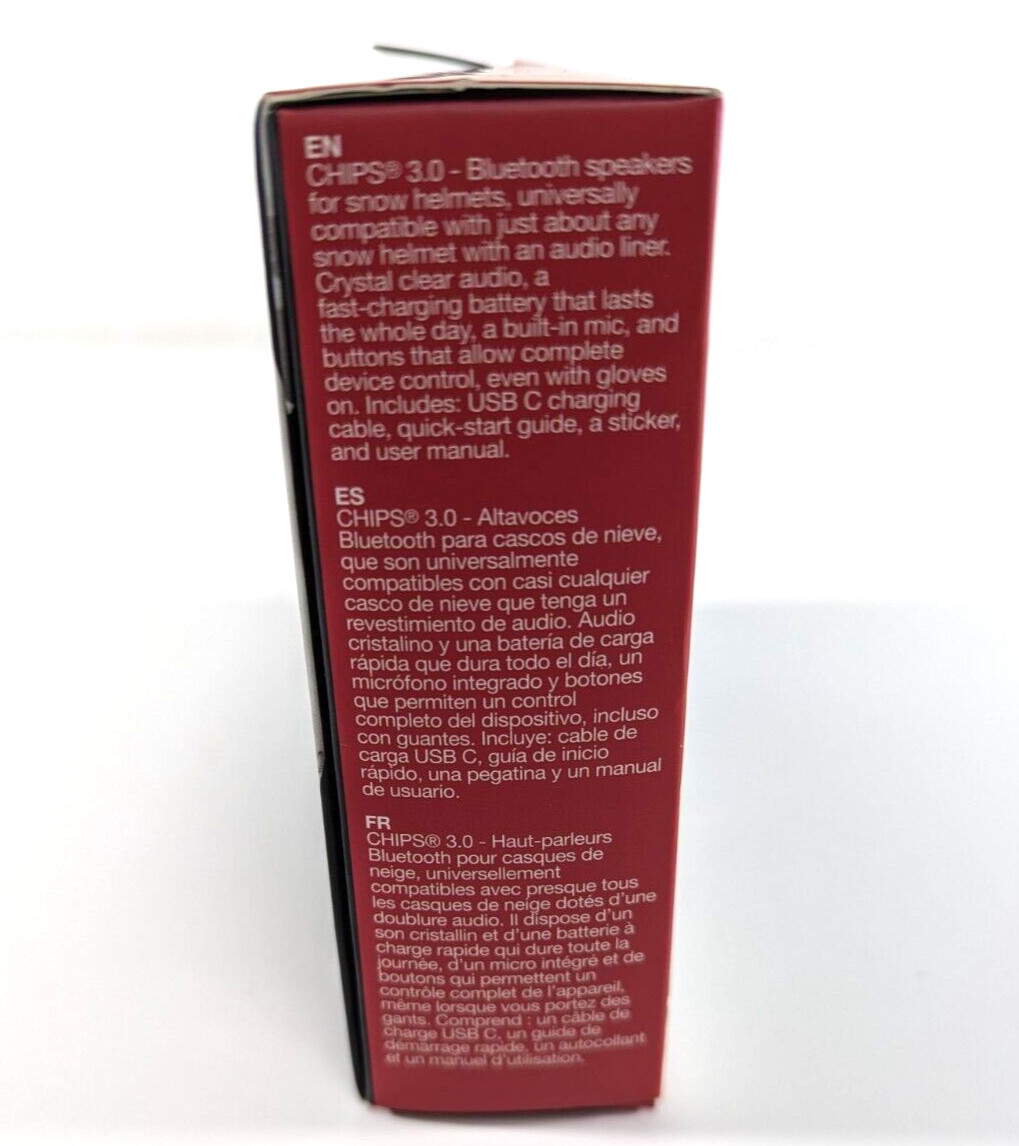 EN
CHIPS® 3.0 - Bluetooth speakers
for snow helmets, universally
compatible with just about any
snow helmet with an audio liner.
Crystal clear audio, a
fast-charging battery that lasts
the whole day, a built-in mic, and
buttons that allow complete
device control, even with gloves
on. Includes: USB C charging
cable, quick-start guide, a sticker,
and user manual.
ES
CHIPS® 3.0 - Altavoces
Bluetooth para cascos de nieve,
que son universalmente
compatibles con casi cualquier
casco de nieve que tenga un
revestimiento de audio. Audio
cristalino y una batería de carga
rápida que dura todo el día, un
micrófono integrado y botones
que permiten un control
completo del dispositivo, incluso
con guantes. Incluye: cable de
carga USB C, guía de inicio
rápido, una pegatina y un manual
de usuario.
FR
CHIPS® 3.0 - Haut-parleurs
Bluetooth pour casques de
neige, universellement
compatibles avec presque tous
les casques de neige dotés d'une
doublure audio. Il dispose d'un
son cristallin et d'une batterie à
charge rapide qui dure toute la
journée, d'un micro intégré et de
boutons qui permettent un
contrôle complet de l'appareil,
même lorsque vous portez des
gants. Comprend : un câble de
charge USB C, un guide de
démarrage rapide, un autocollant
et un manuel d'utilisation.